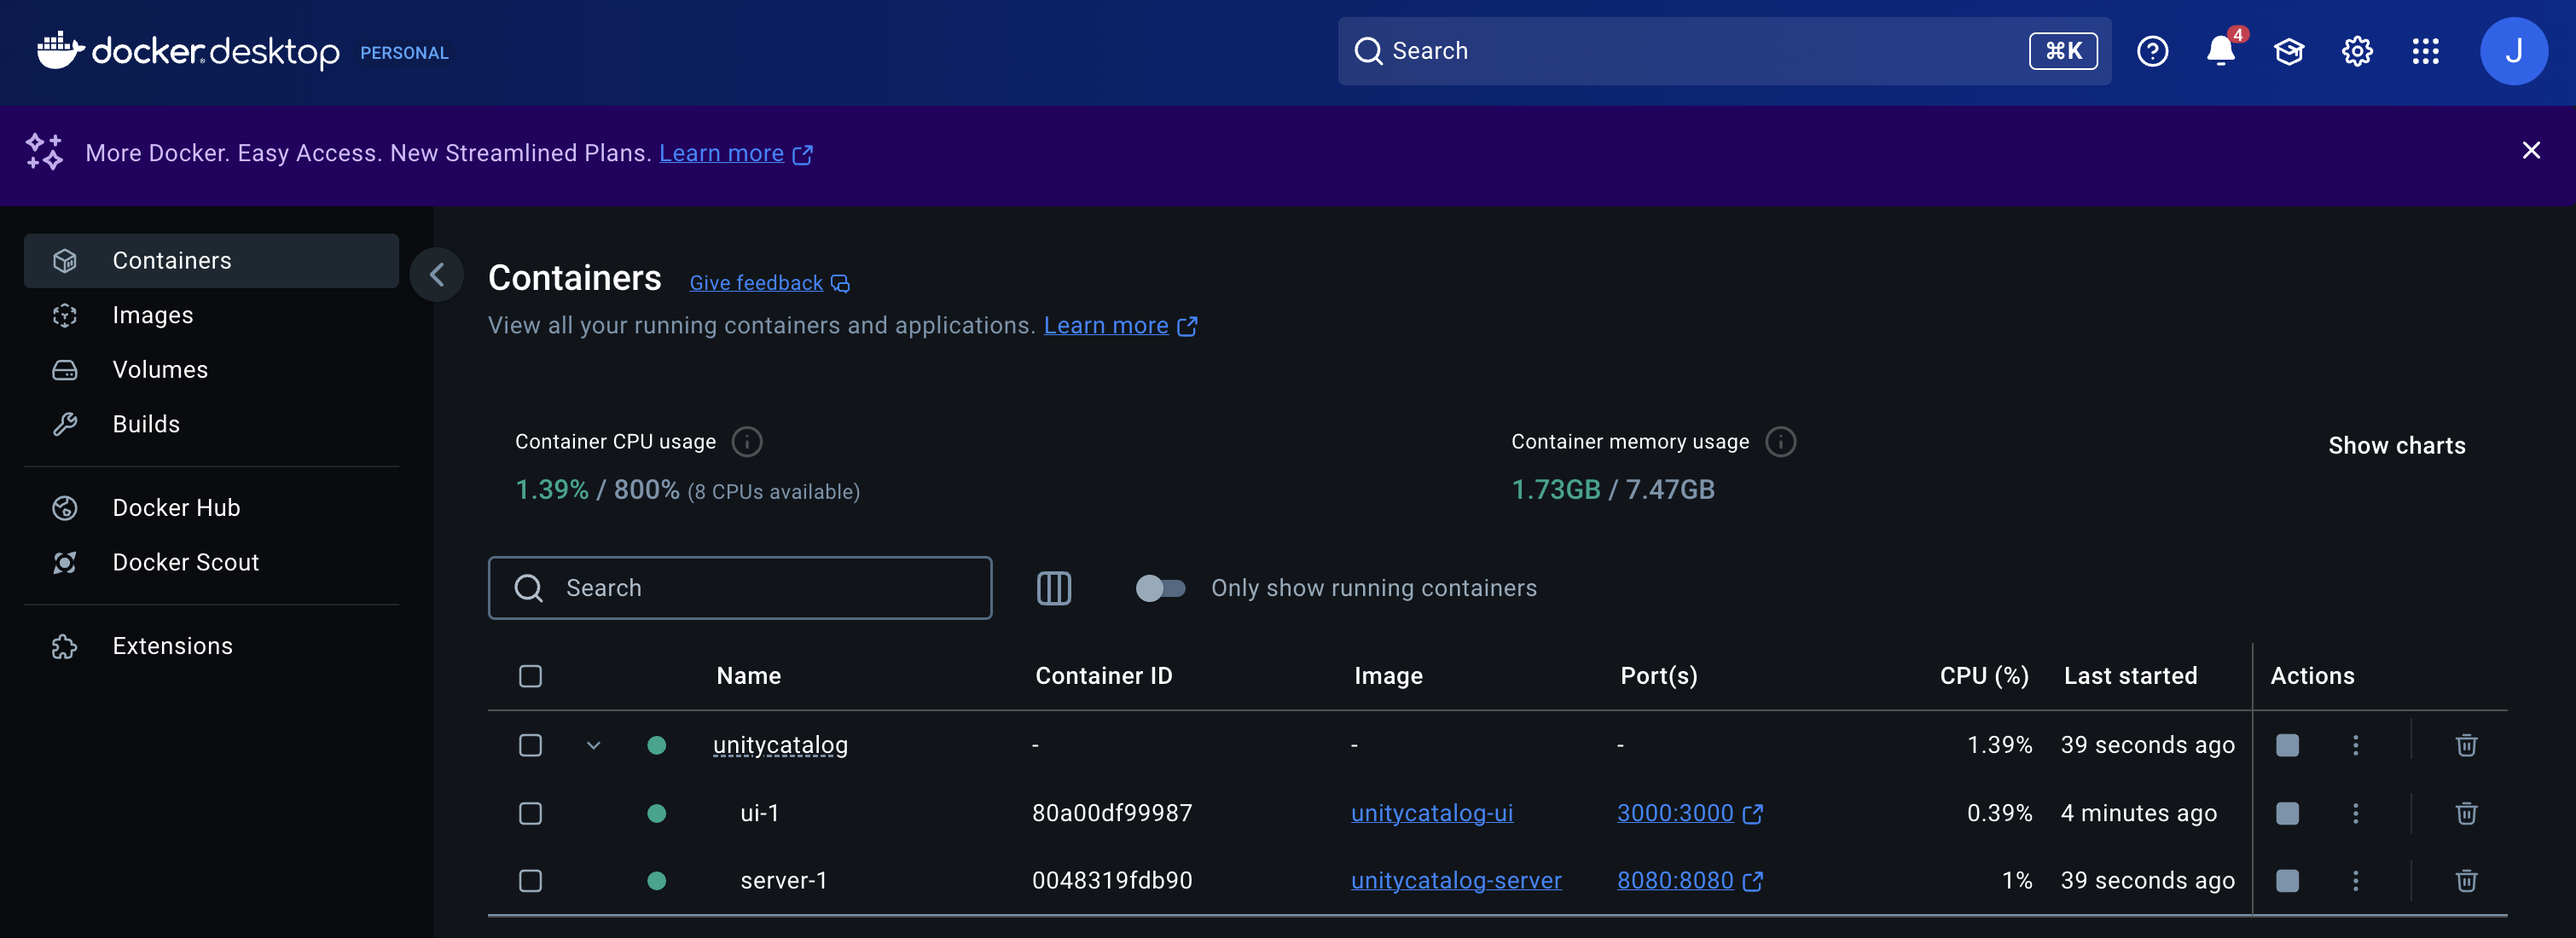 docker desktop PERSONAL
Search ⌘K
4
J
More Docker. Easy Access. New Streamlined Plans. Learn more
Containers
Images
Volumes
Builds
Docker Hub
Docker Scout
Extensions
Containers Give feedback
View all your running containers and applications. Learn more
Container CPU usage
1.39% / 800% (8 CPUs available)
Container memory usage
1.73GB / 7.47GB
Show charts
Search
Only show running containers
Name Container ID Image Port(s) CPU (%) Last started Actions
unitycatalog - - - 1.39% 39 seconds ago
ui-1 80a00df99987 unitycatalog-ui 3000:3000 0.39% 4 minutes ago
server-1 0048319fdb90 unitycatalog-server 8080:8080 1% 39 seconds ago